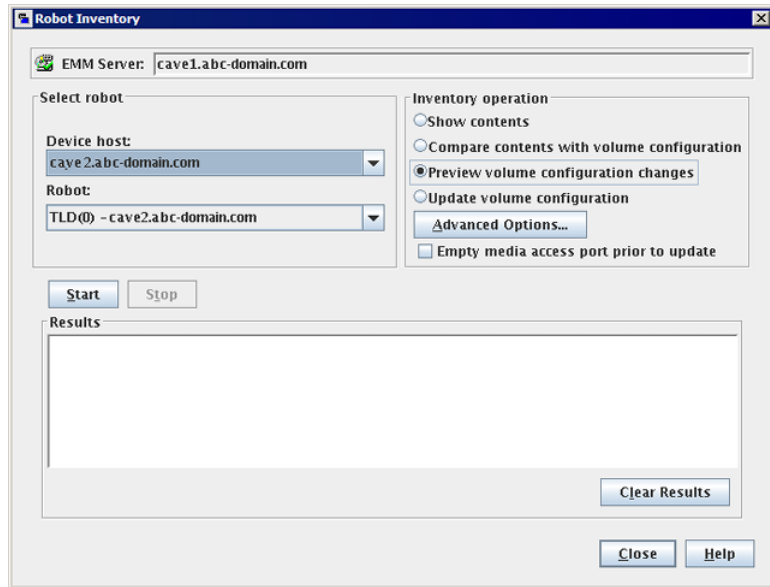 Robot Inventory
EMM Server: cave1.abc-domain.com
Select robot
Device host:
cave2.abc-domain.com
Robot:
TLD(0) - cave2.abc-domain.com
Inventory operation
Show contents
Compare contents with volume configuration
Preview volume configuration changes
Update volume configuration
Advanced Options...
Empty media access port prior to update
Start Stop
Results
Clear Results
Close Help